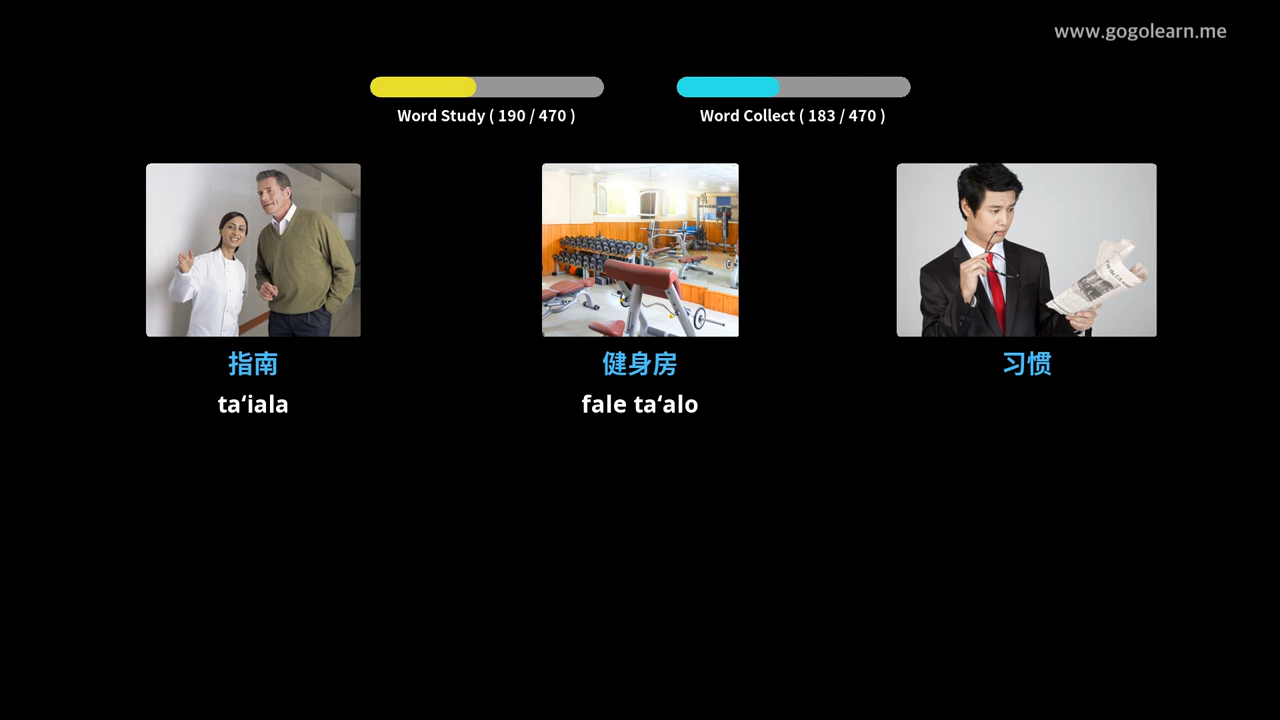 www.gogolearn.me
Word Study ( 190 / 470 )
Word Collect ( 183 / 470 )
指南
健身房
习惯
ta‘iala
fale ta‘alo